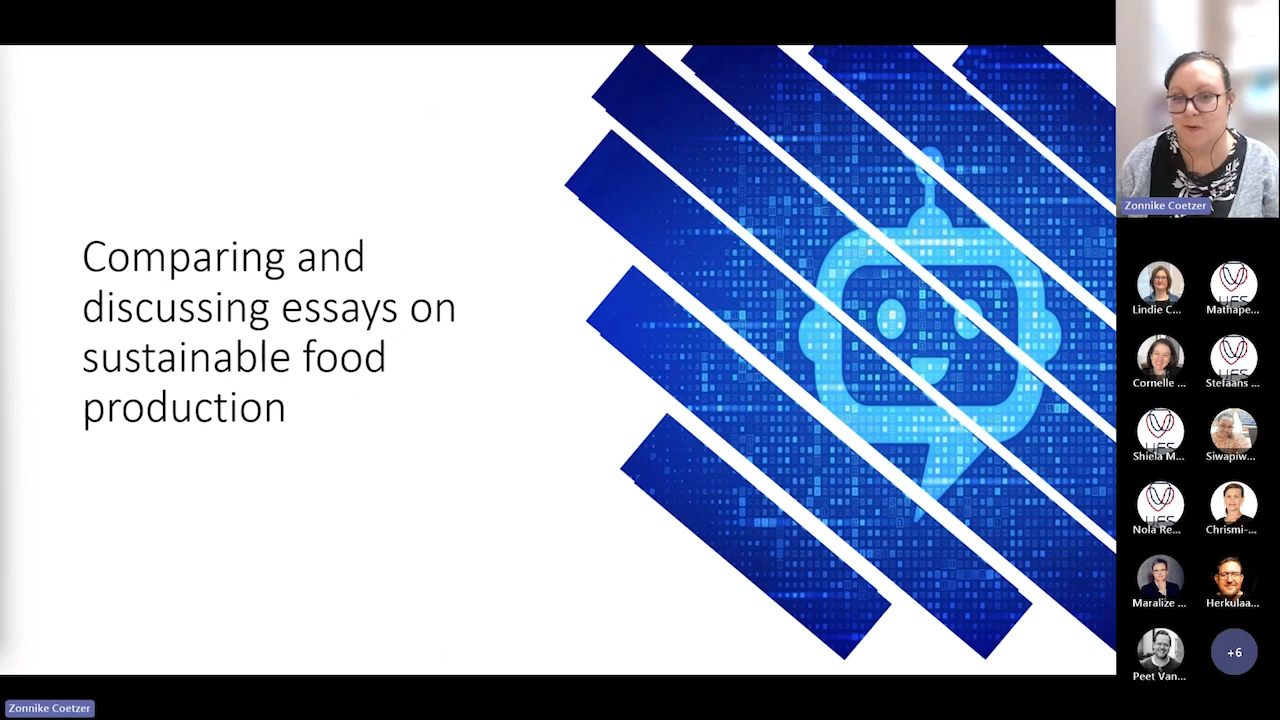 Comparing and
discussing essays on
sustainable food
production
Zonnike Coetzer
Lindie C...
Mathape...
Cornelle ...
Stefaans ...
Shiela M...
Siwapiw...
Nola Re...
Chrismi-...
Maralize ...
Herkulaa...
Peet Van...
+6
Zonnike Coetzer